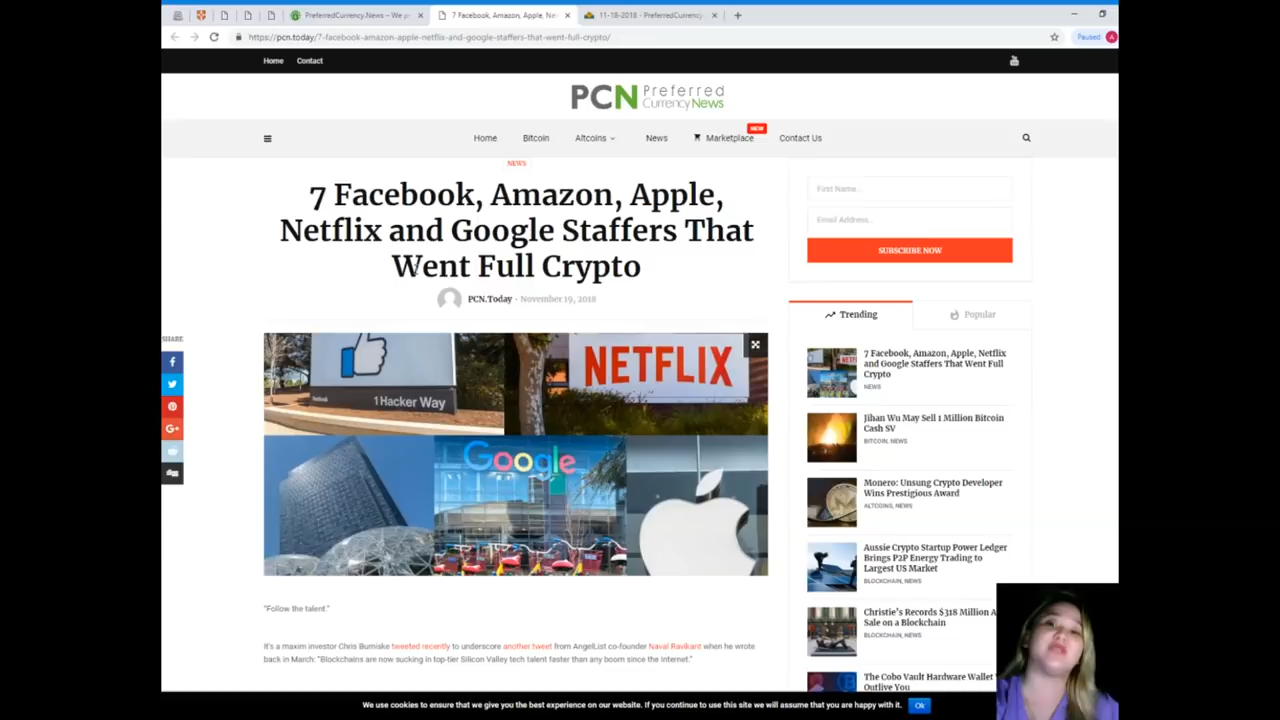 PreferredCurrency.News – We pr
7 Facebook, Amazon, Apple, Ne
11-18-2018 - PreferredCurrency
https://pcn.today/7-facebook-amazon-apple-netflix-and-google-staffers-that-went-full-crypto/
Paused
A
Home
Contact
PCN Preferred
Currency News
Home
Bitcoin
Altcoins
News
Marketplace
NEW
Contact Us
NEWS
7 Facebook, Amazon, Apple,
Netflix and Google Staffers That
Went Full Crypto
PCN.Today - November 19, 2018
SHARE
1 Hacker Way
NETFLIX
Google
"Follow the talent."
It's a maxim investor Chris Burniske tweeted recently to underscore another tweet from AngelList co-founder Naval Ravikant when he wrote
back in March: "Blockchains are now sucking in top-tier Silicon Valley tech talent faster than any boom since the Internet."
First Name..
Email Address..
SUBSCRIBE NOW
Trending
Popular
7 Facebook, Amazon, Apple, Netflix
and Google Staffers That Went Full
Crypto
NEWS
Jihan Wu May Sell 1 Million Bitcoin
Cash SV
BITCOIN, NEWS
Monero: Unsung Crypto Developer
Wins Prestigious Award
ALTCOINS, NEWS
Aussie Crypto Startup Power Ledger
Brings P2P Energy Trading to
Largest US Market
BLOCKCHAIN, NEWS
Christie's Records $318 Million A
Sale on a Blockchain
BLOCKCHAIN, NEWS
The Cobo Vault Hardware Wallet
Outlive You
We use cookies to ensure that we give you the best experience on our website. If you continue to use this site we will assume that you are happy with it.
Ok